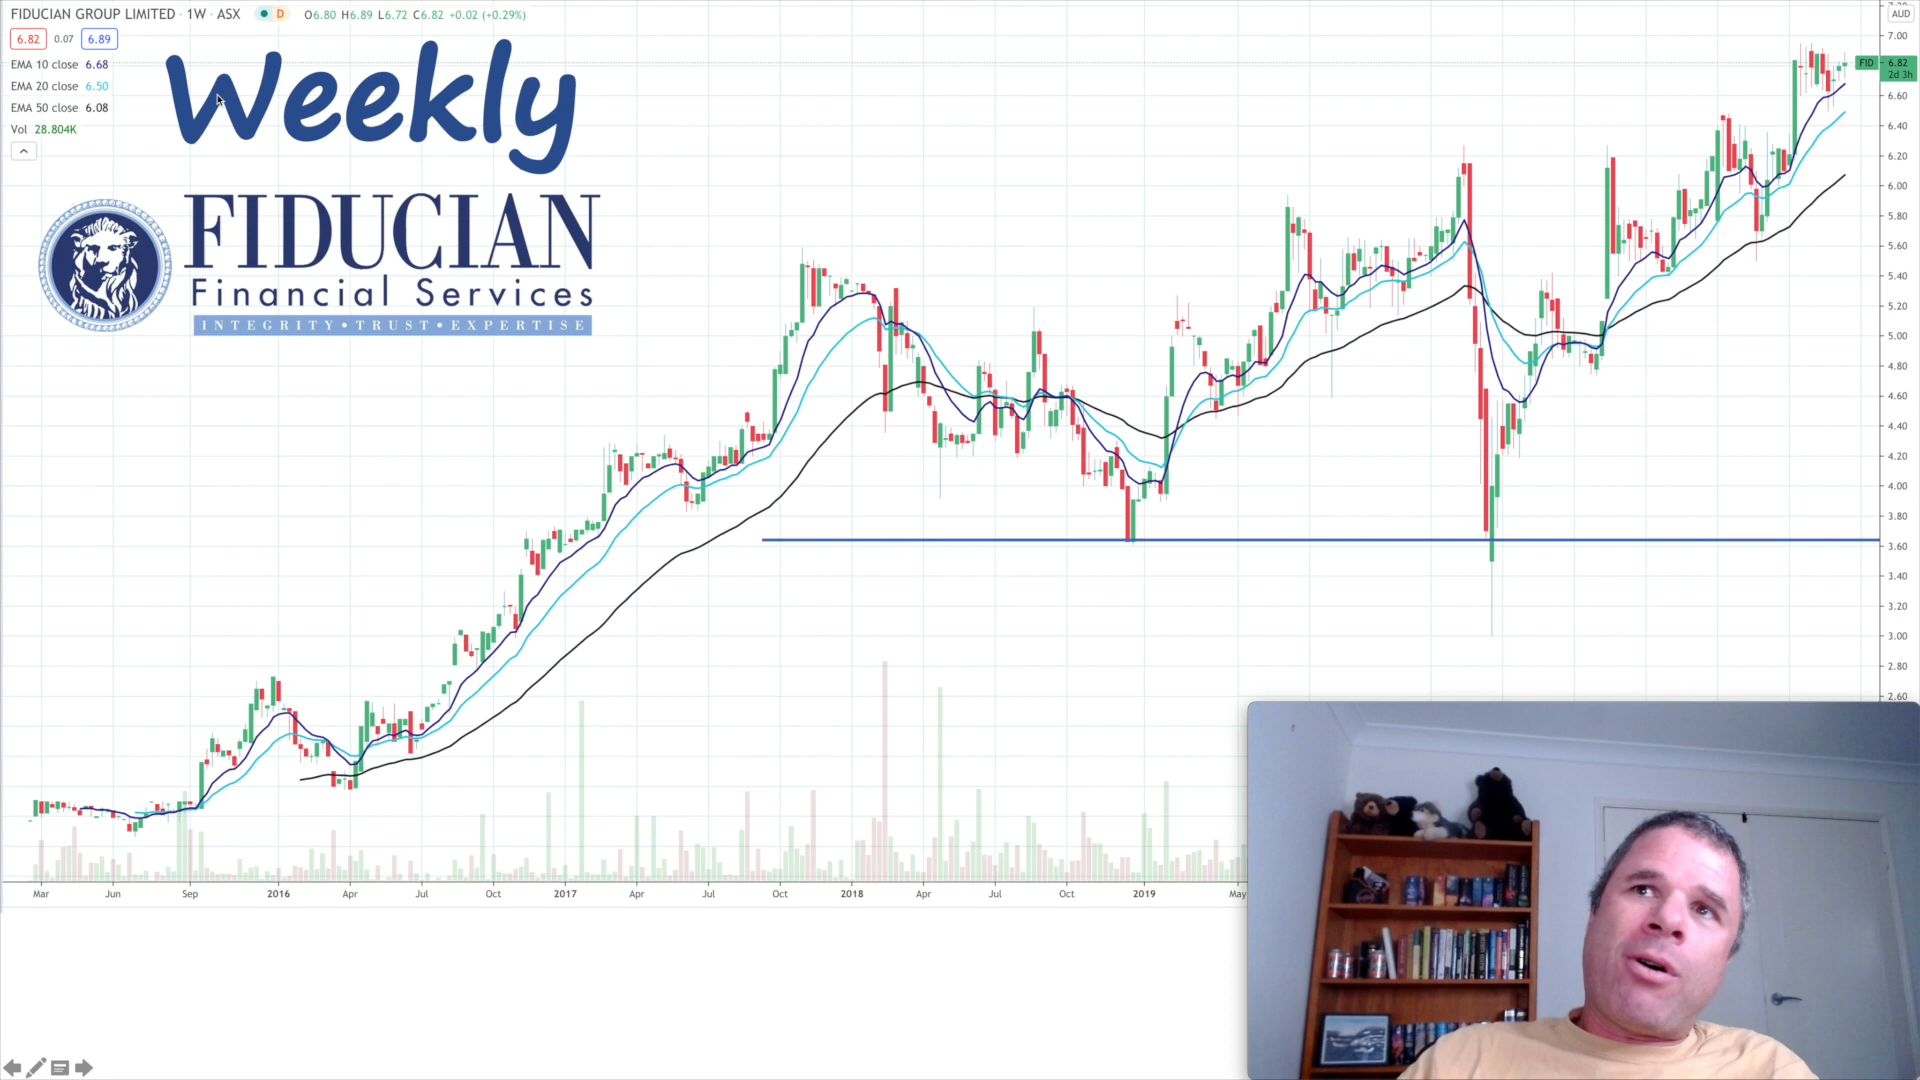 FIDUCIAN GROUP LIMITED · 1W · ASX D O6.80 H6.89 L6.72 C6.82 +0.02 (+0.29%)
6.82 0.07 6.89
EMA 10 close 6.68
EMA 20 close 6.50
EMA 50 close 6.08
Vol 28.804K
Weekly
FIDUCIAN
Financial Services
INTEGRITY • TRUST • EXPERTISE
AUD
7.00
FID 6.82
2d 3h
6.60
6.40
6.20
6.00
5.80
5.60
5.40
5.20
5.00
4.80
4.60
4.40
4.20
4.00
3.80
3.60
3.40
3.20
3.00
2.80
2.60
Mar Jun Sep 2016 Apr Jul Oct 2017 Apr Jul Oct 2018 Apr Jul Oct 2019 May